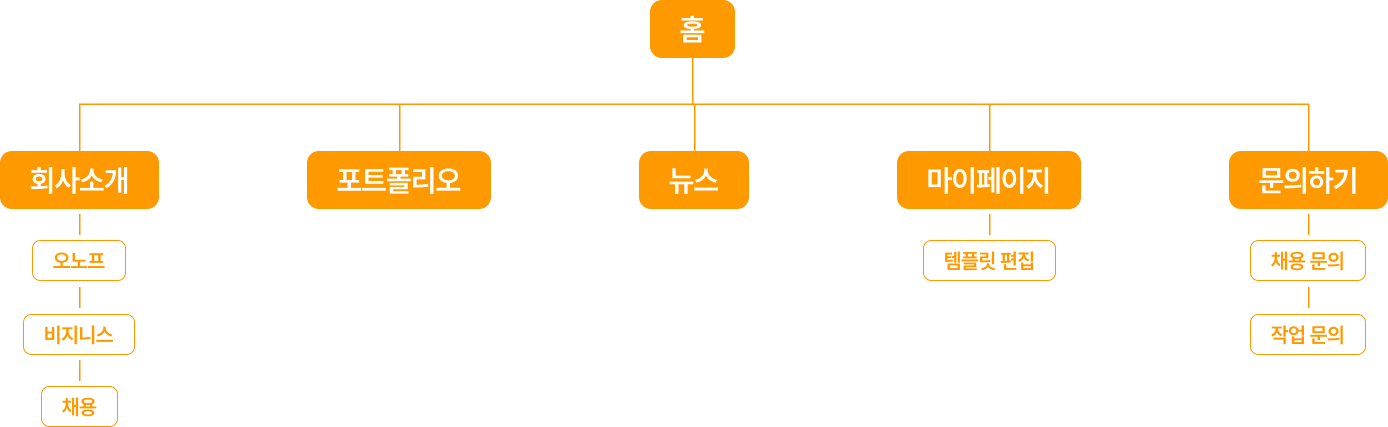 홈
회사소개
포트폴리오
뉴스
마이페이지
문의하기
오노프
템플릿 편집
채용 문의
비지니스
작업 문의
채용